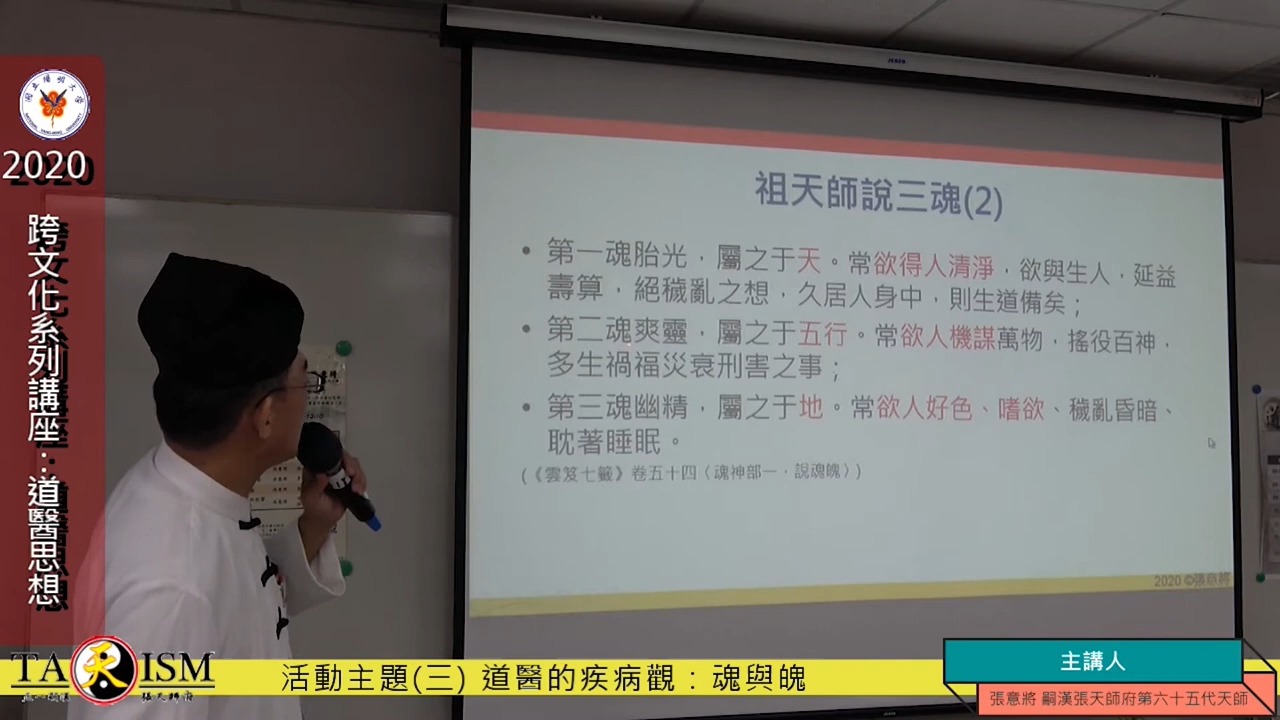 2020
跨文化系列講座：道醫思想
祖天師說三魂(2)
• 第一魂胎光，屬之于天。常欲得人清淨，欲與生人，延益
壽算，絕穢亂之想，久居人身中，則生道備矣；
• 第二魂爽靈，屬之于五行。常欲人機謀萬物，搖役百神，
多生禍福災衰刑害之事；
• 第三魂幽精，屬之于地。常欲人好色、嗜欲、穢亂昏暗、
耽著睡眠。
(《雲笈七籤》卷五十四〈魂神部一．說魂魄〉)
2020 ©張意將
TA天ISM
活動主題(三) 道醫的疾病觀：魂與魄
主講人
張意將 嗣漢張天師府第六十五代天師